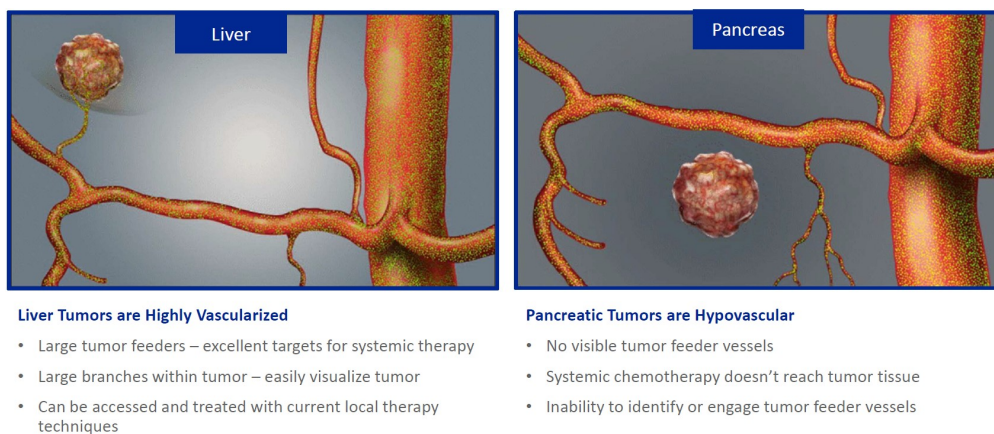 Liver
Liver Tumors are Highly Vascularized
• Large tumor feeders – excellent targets for systemic therapy
• Large branches within tumor – easily visualize tumor
• Can be accessed and treated with current local therapy
techniques
Pancreas
Pancreatic Tumors are Hypovascular
• No visible tumor feeder vessels
• Systemic chemotherapy doesn’t reach tumor tissue
• Inability to identify or engage tumor feeder vessels